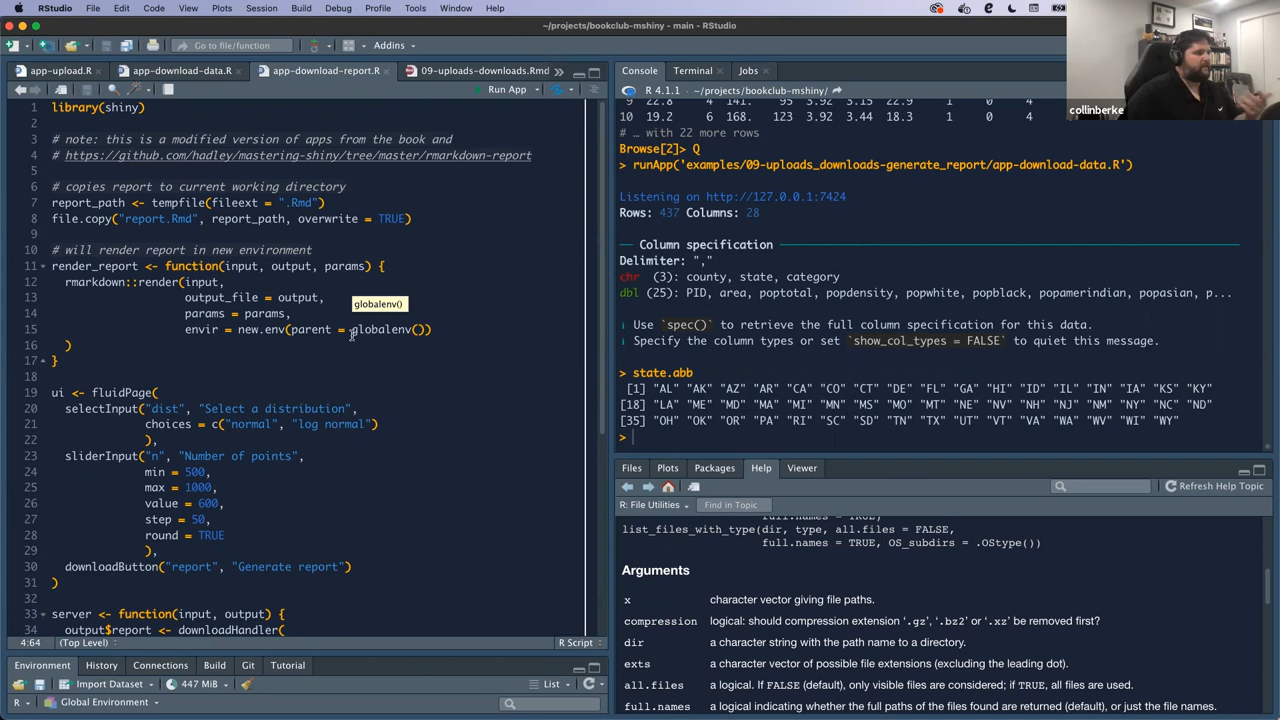 RStudio File Edit Code View Plots Session Build Debug Profile Tools Window Help
~/projects/bookclub-mshiny - main - RStudio
Go to file/function Addins
app-upload.R app-download-data.R app-download-report.R 09-uploads-downloads.Rmd
Run App
1 library(shiny)
2
3 # note: this is a modified version of apps from the book and
4 # https://github.com/hadley/mastering-shiny/tree/master/rmarkdown-report
5
6 # copies report to current working directory
7 report_path <- tempfile(fileext = ".Rmd")
8 file.copy("report.Rmd", report_path, overwrite = TRUE)
9
10 # will render report in new environment
11 render_report <- function(input, output, params) {
12 rmarkdown::render(input,
13 output_file = output,
globalenv()
14 params = params,
15 envir = new.env(parent = globalenv())
16 )
17 }
18
19 ui <- fluidPage(
20 selectInput("dist", "Select a distribution",
21 choices = c("normal", "log normal")
22 ),
23 sliderInput("n", "Number of points",
24 min = 500,
25 max = 1000,
26 value = 600,
27 step = 50,
28 round = TRUE
29 ),
30 downloadButton("report", "Generate report")
31 )
32
33 server <- function(input, output) {
34 output$report <- downloadHandler(
4:64 (Top Level) R Script
Environment History Connections Build Git Tutorial
Import Dataset 447 MiB List
R Global Environment
Console Terminal Jobs
R 4.1.1 · ~/projects/bookclub-mshiny/
9 22.8 4 141. 95 3.92 3.15 22.9 1 0 4
10 19.2 6 168. 123 3.92 3.44 18.3 1 0 4
# … with 22 more rows
Browse[2]> Q
> runApp('examples/09-uploads_downloads-generate_report/app-download-data.R')
Listening on http://127.0.0.1:7424
Rows: 437 Columns: 28
Column specification
Delimiter: ","
chr (3): county, state, category
dbl (25): PID, area, poptotal, popdensity, popwhite, popblack, popamerindian, popasian, p...
i Use `spec()` to retrieve the full column specification for this data.
i Specify the column types or set `show_col_types = FALSE` to quiet this message.
> state.abb
[1] "AL" "AK" "AZ" "AR" "CA" "CO" "CT" "DE" "FL" "GA" "HI" "ID" "IL" "IN" "IA" "KS" "KY"
[18] "LA" "ME" "MD" "MA" "MI" "MN" "MS" "MO" "MT" "NE" "NV" "NH" "NJ" "NM" "NY" "NC" "ND"
[35] "OH" "OK" "OR" "PA" "RI" "SC" "SD" "TN" "TX" "UT" "VT" "VA" "WA" "WV" "WI" "WY"
>
Files Plots Packages Help Viewer
Refresh Help Topic
R: File Utilities Find in Topic
full.names = TRUE)
list_files_with_type(dir, type, all.files = FALSE,
full.names = TRUE, OS_subdirs = .OStype())
Arguments
x character vector giving file paths.
compression logical: should compression extension ‘.gz’, ‘.bz2’ or ‘.xz’ be removed first?
dir a character string with the path name to a directory.
exts a character vector of possible file extensions (excluding the leading dot).
all.files a logical. If FALSE (default), only visible files are considered; if TRUE, all files are used.
full.names a logical indicating whether the full paths of the files found are returned (default), or just the file names.
collinberke